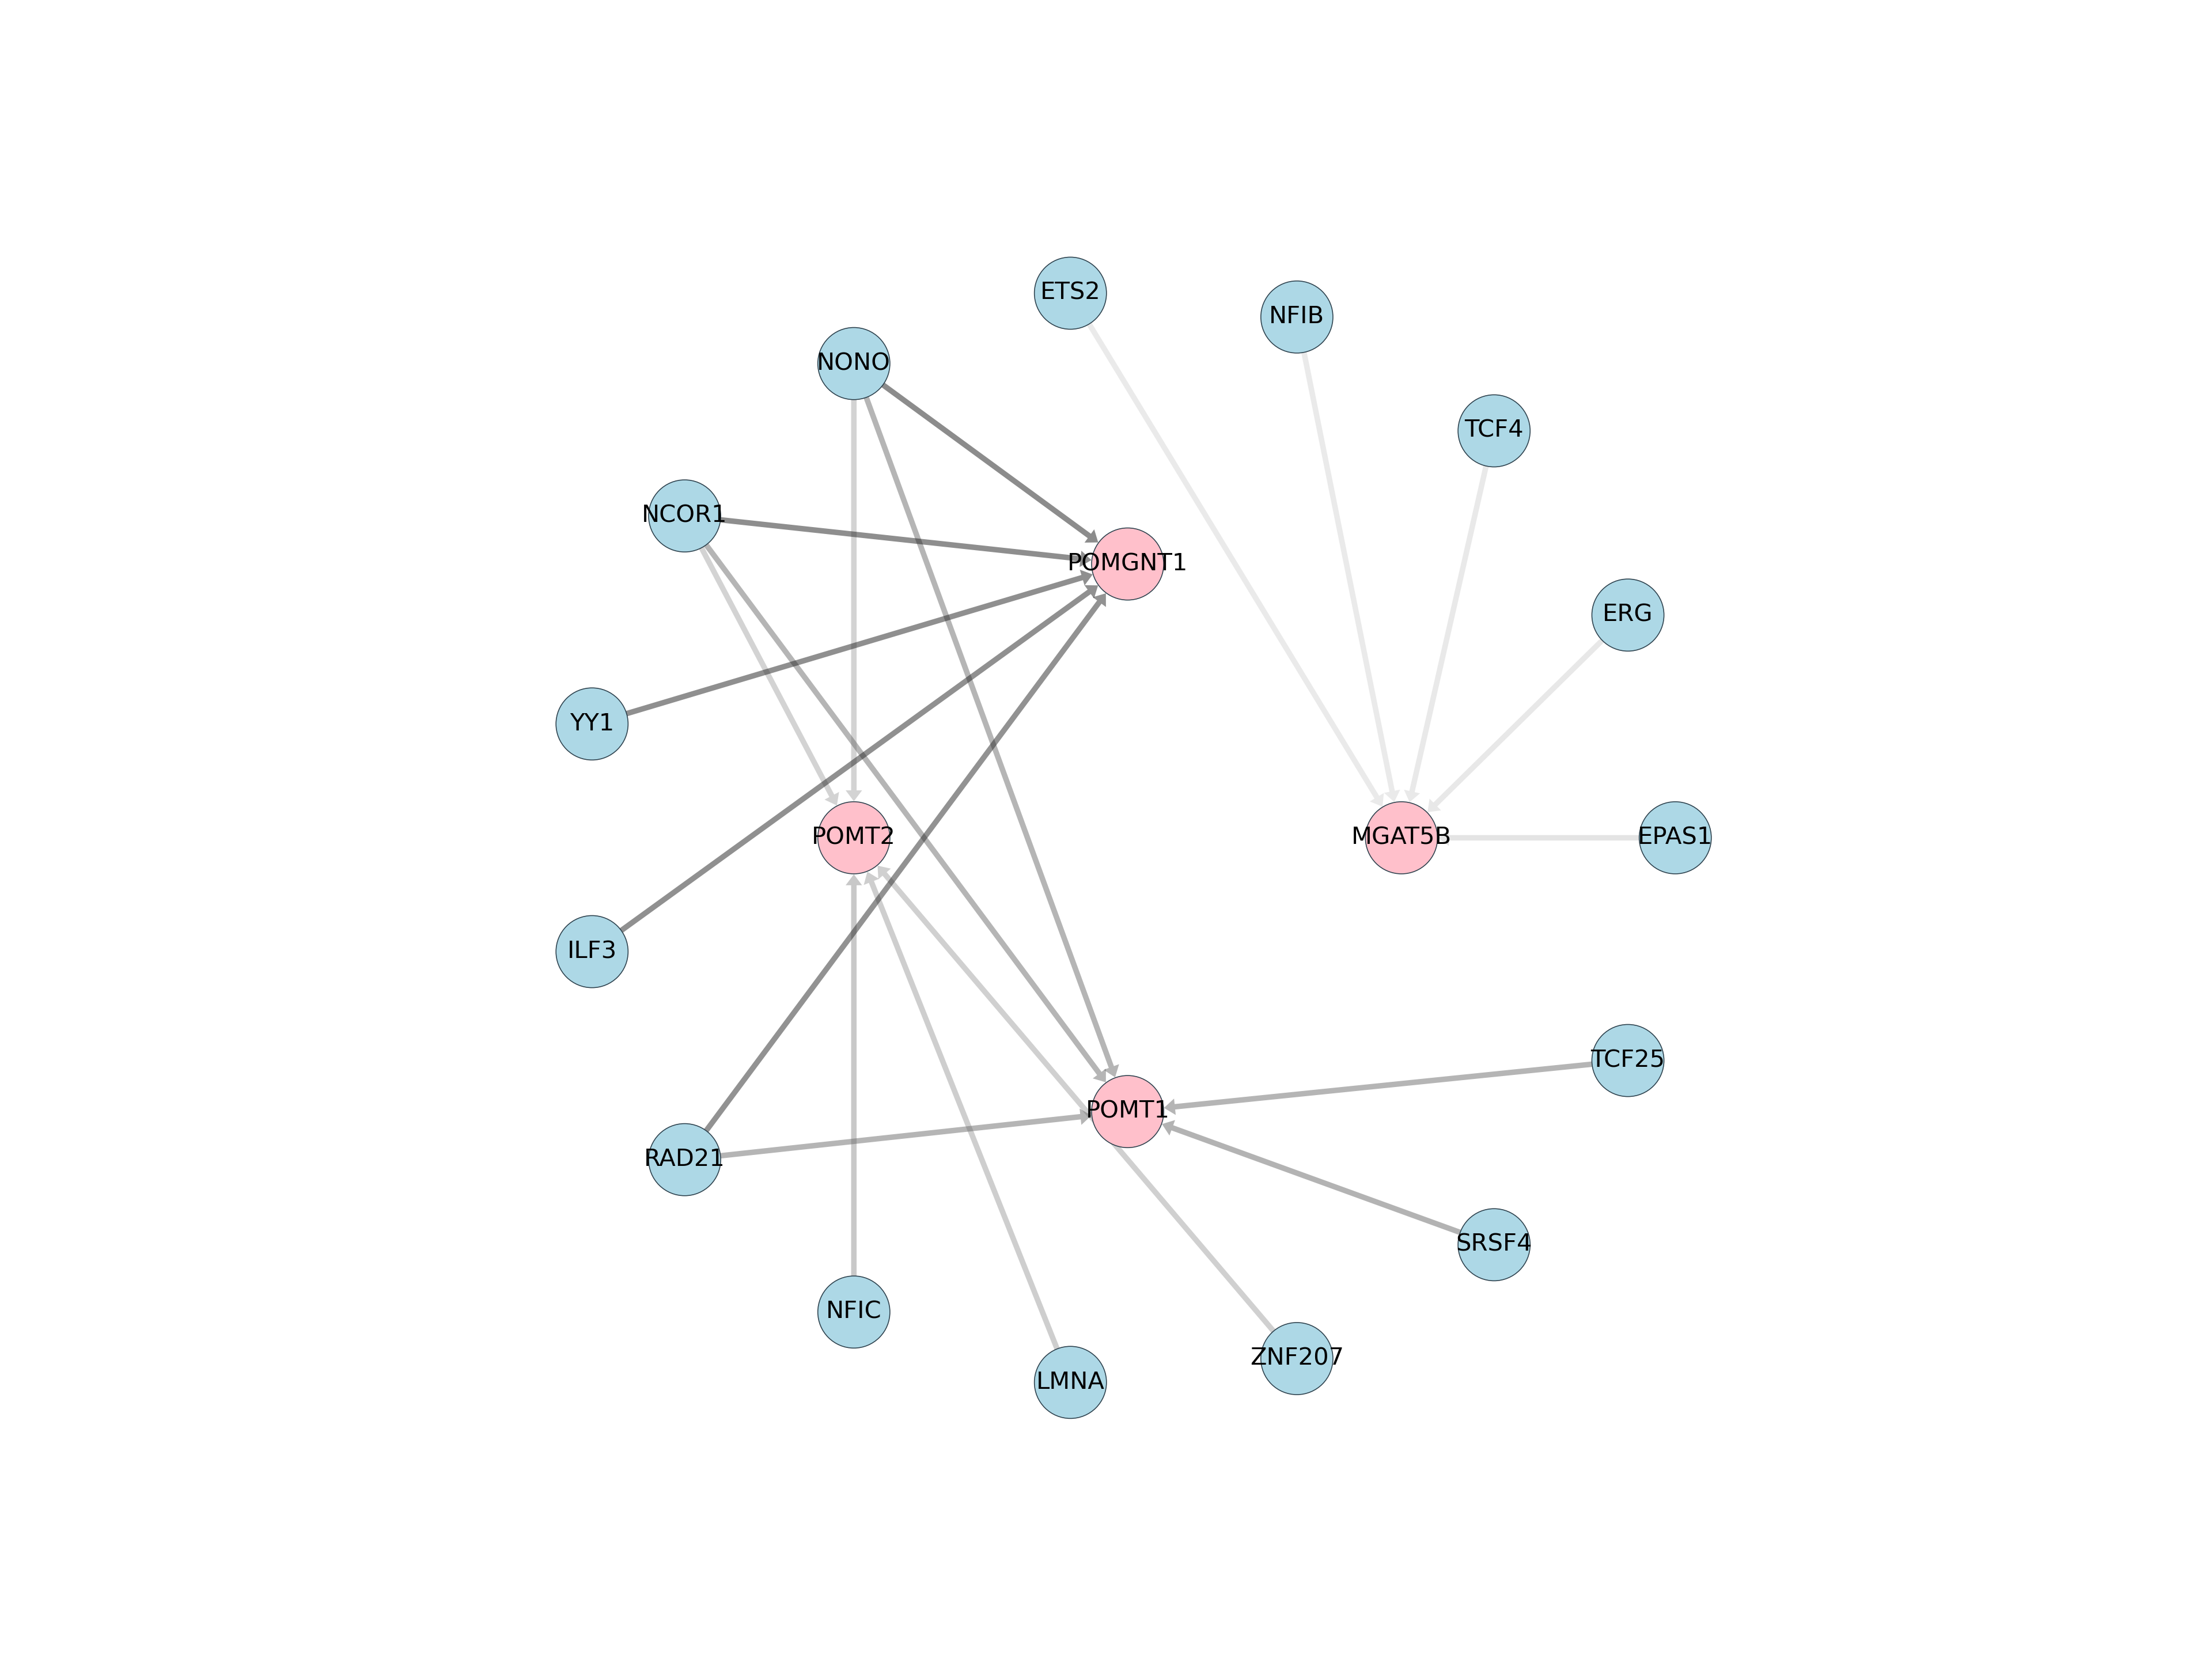 ETS2
NFIB
NONO
TCF4
NCOR1
POMGNT1
ERG
YY1
POMT2
MGAT5B
EPAS1
ILF3
TCF25
POMT1
RAD21
SRSF4
NFIC
ZNF207
LMNA